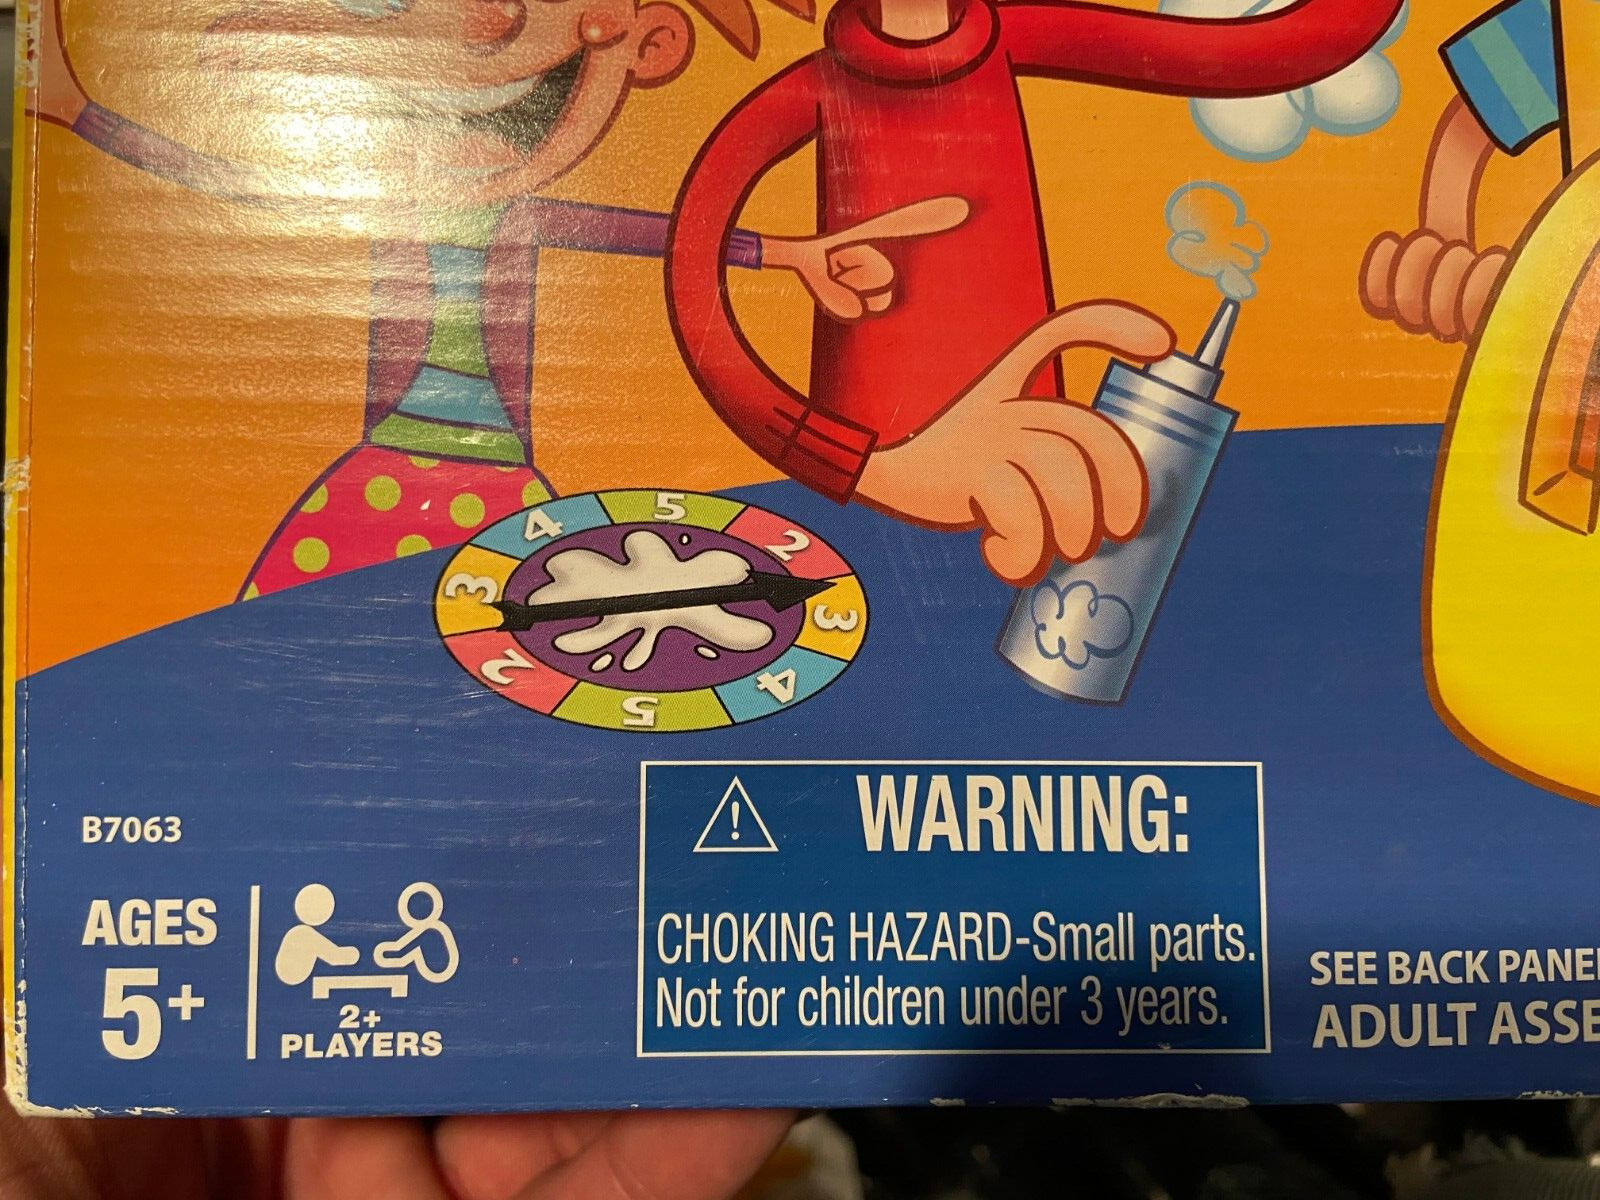 5
4
2
3
3
2
4
5
B7063
AGES
5+
2+
PLAYERS
WARNING:
CHOKING HAZARD-Small parts.
Not for children under 3 years.
SEE BACK PANE
ADULT ASSE